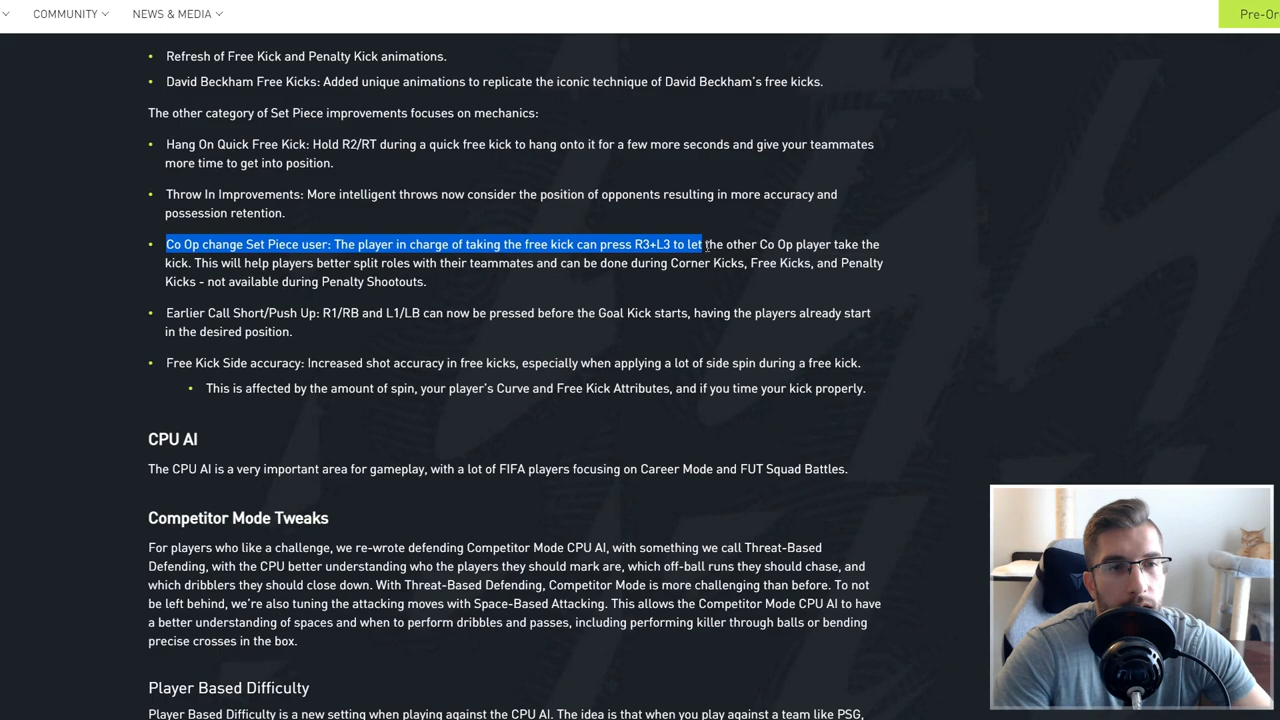 COMMUNITY
NEWS & MEDIA
Pre-Or
• Refresh of Free Kick and Penalty Kick animations.
• David Beckham Free Kicks: Added unique animations to replicate the iconic technique of David Beckham's free kicks.
The other category of Set Piece improvements focuses on mechanics:
• Hang On Quick Free Kick: Hold R2/RT during a quick free kick to hang onto it for a few more seconds and give your teammates
more time to get into position.
• Throw In Improvements: More intelligent throws now consider the position of opponents resulting in more accuracy and
possession retention.
• Co Op change Set Piece user: The player in charge of taking the free kick can press R3+L3 to let the other Co Op player take the
kick. This will help players better split roles with their teammates and can be done during Corner Kicks, Free Kicks, and Penalty
Kicks - not available during Penalty Shootouts.
• Earlier Call Short/Push Up: R1/RB and L1/LB can now be pressed before the Goal Kick starts, having the players already start
in the desired position.
• Free Kick Side accuracy: Increased shot accuracy in free kicks, especially when applying a lot of side spin during a free kick.
• This is affected by the amount of spin, your player's Curve and Free Kick Attributes, and if you time your kick properly.
CPU AI
The CPU AI is a very important area for gameplay, with a lot of FIFA players focusing on Career Mode and FUT Squad Battles.
Competitor Mode Tweaks
For players who like a challenge, we re-wrote defending Competitor Mode CPU AI, with something we call Threat-Based
Defending, with the CPU better understanding who the players they should mark are, which off-ball runs they should chase, and
which dribblers they should close down. With Threat-Based Defending, Competitor Mode is more challenging than before. To not
be left behind, we're also tuning the attacking moves with Space-Based Attacking. This allows the Competitor Mode CPU AI to have
a better understanding of spaces and when to perform dribbles and passes, including performing killer through balls or bending
precise crosses in the box.
Player Based Difficulty
Player Based Difficulty is a new setting when playing against the CPU AI. The idea is that when you play against a team like PSG,